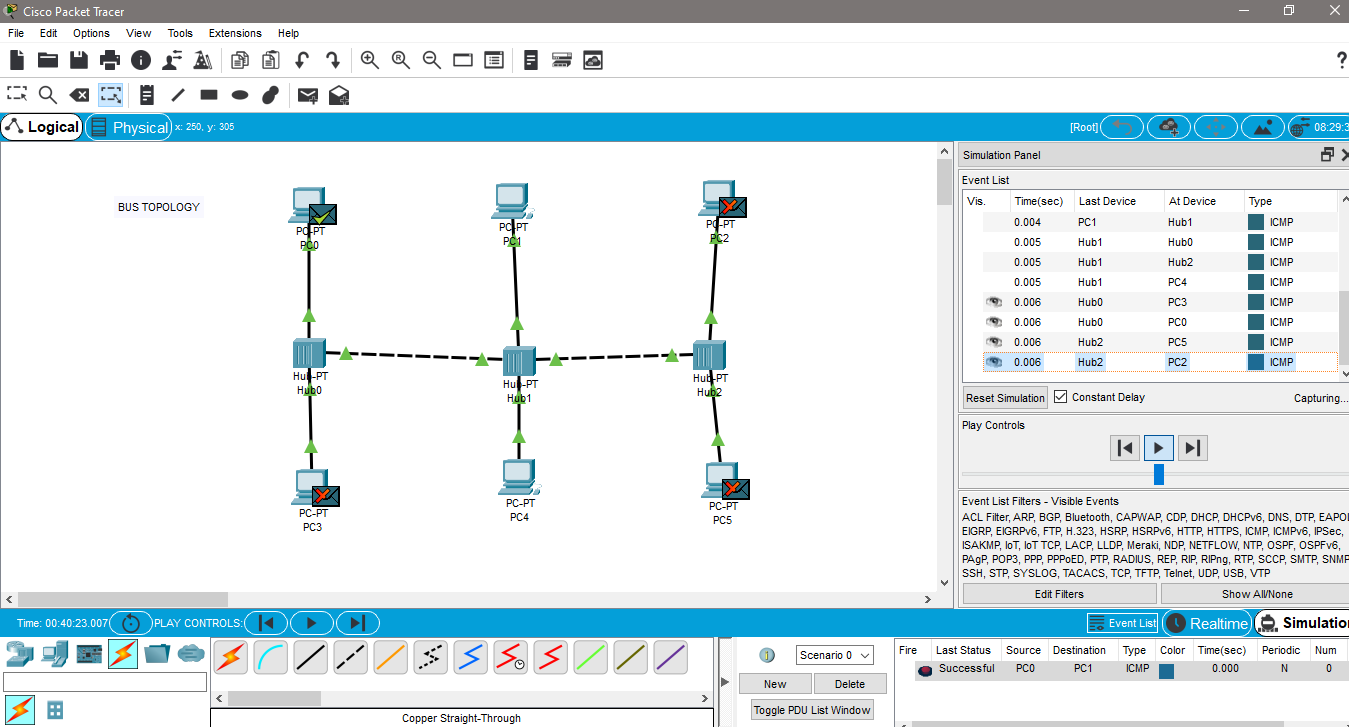 Cisco Packet Tracer
File Edit Options View Tools Extensions Help
Logical Physical x: 250, y: 305 [Root] 08:29:3
BUS TOPOLOGY
PC-PT
PC0
PC-PT
PC1
PC-PT
PC2
Hub-PT
Hub0
Hub-PT
Hub1
Hub-PT
Hub2
PC-PT
PC3
PC-PT
PC4
PC-PT
PC5
Simulation Panel
Event List
Vis. Time(sec) Last Device At Device Type
0.004 PC1 Hub1 ICMP
0.005 Hub1 Hub0 ICMP
0.005 Hub1 Hub2 ICMP
0.005 Hub1 PC4 ICMP
0.006 Hub0 PC3 ICMP
0.006 Hub0 PC0 ICMP
0.006 Hub2 PC5 ICMP
0.006 Hub2 PC2 ICMP
Reset Simulation Constant Delay Capturing...
Play Controls
Event List Filters - Visible Events
ACL Filter, ARP, BGP, Bluetooth, CAPWAP, CDP, DHCP, DHCPv6, DNS, DTP, EAPOL
EIGRP, EIGRPv6, FTP, H.323, HSRP, HSRPv6, HTTP, HTTPS, ICMP, ICMPv6, IPSec,
ISAKMP, IoT, IoT TCP, LACP, LLDP, Meraki, NDP, NETFLOW, NTP, OSPF, OSPFv6,
PAgP, POP3, PPP, PPPoED, PTP, RADIUS, REP, RIP, RIPng, RTP, SCCP, SMTP, SNMP
SSH, STP, SYSLOG, TACACS, TCP, TFTP, Telnet, UDP, USB, VTP
Edit Filters Show All/None
Time: 00:40:23.007 PLAY CONTROLS: Event List Realtime Simulation
Scenario 0
New Delete
Toggle PDU List Window
Copper Straight-Through
Fire Last Status Source Destination Type Color Time(sec) Periodic Num
Successful PC0 PC1 ICMP 0.000 N 0